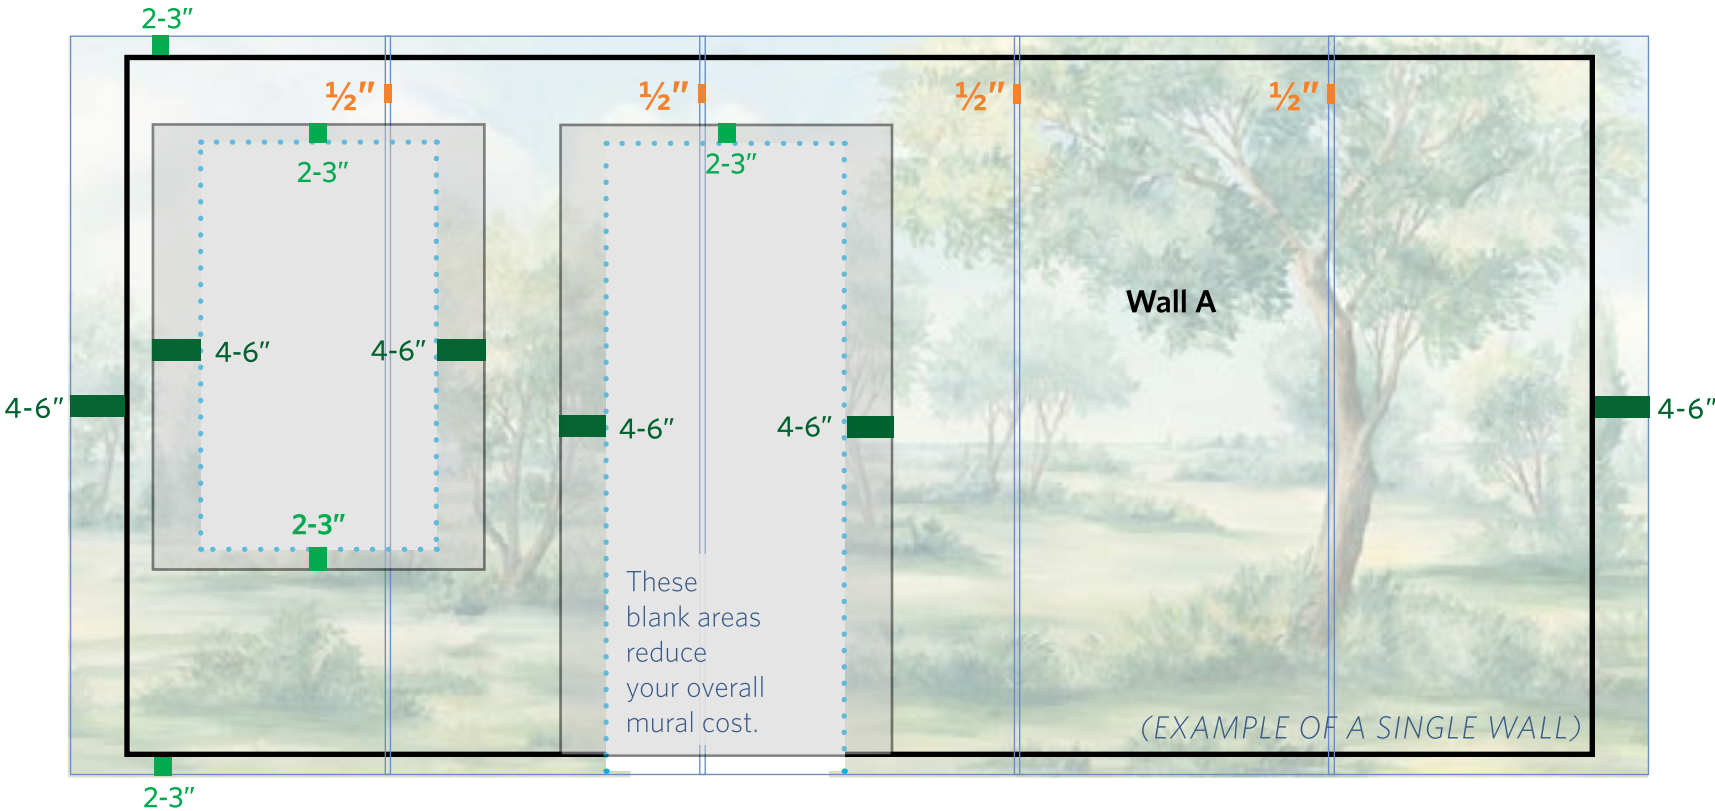 2-3″
½″ ½″ ½″ ½″
2-3″ 2-3″
Wall A
4-6″ 4-6″
4-6″ 4-6″
4-6″ 4-6″
2-3″
These
blank areas
reduce
your overall
mural cost.
(EXAMPLE OF A SINGLE WALL)
2-3″